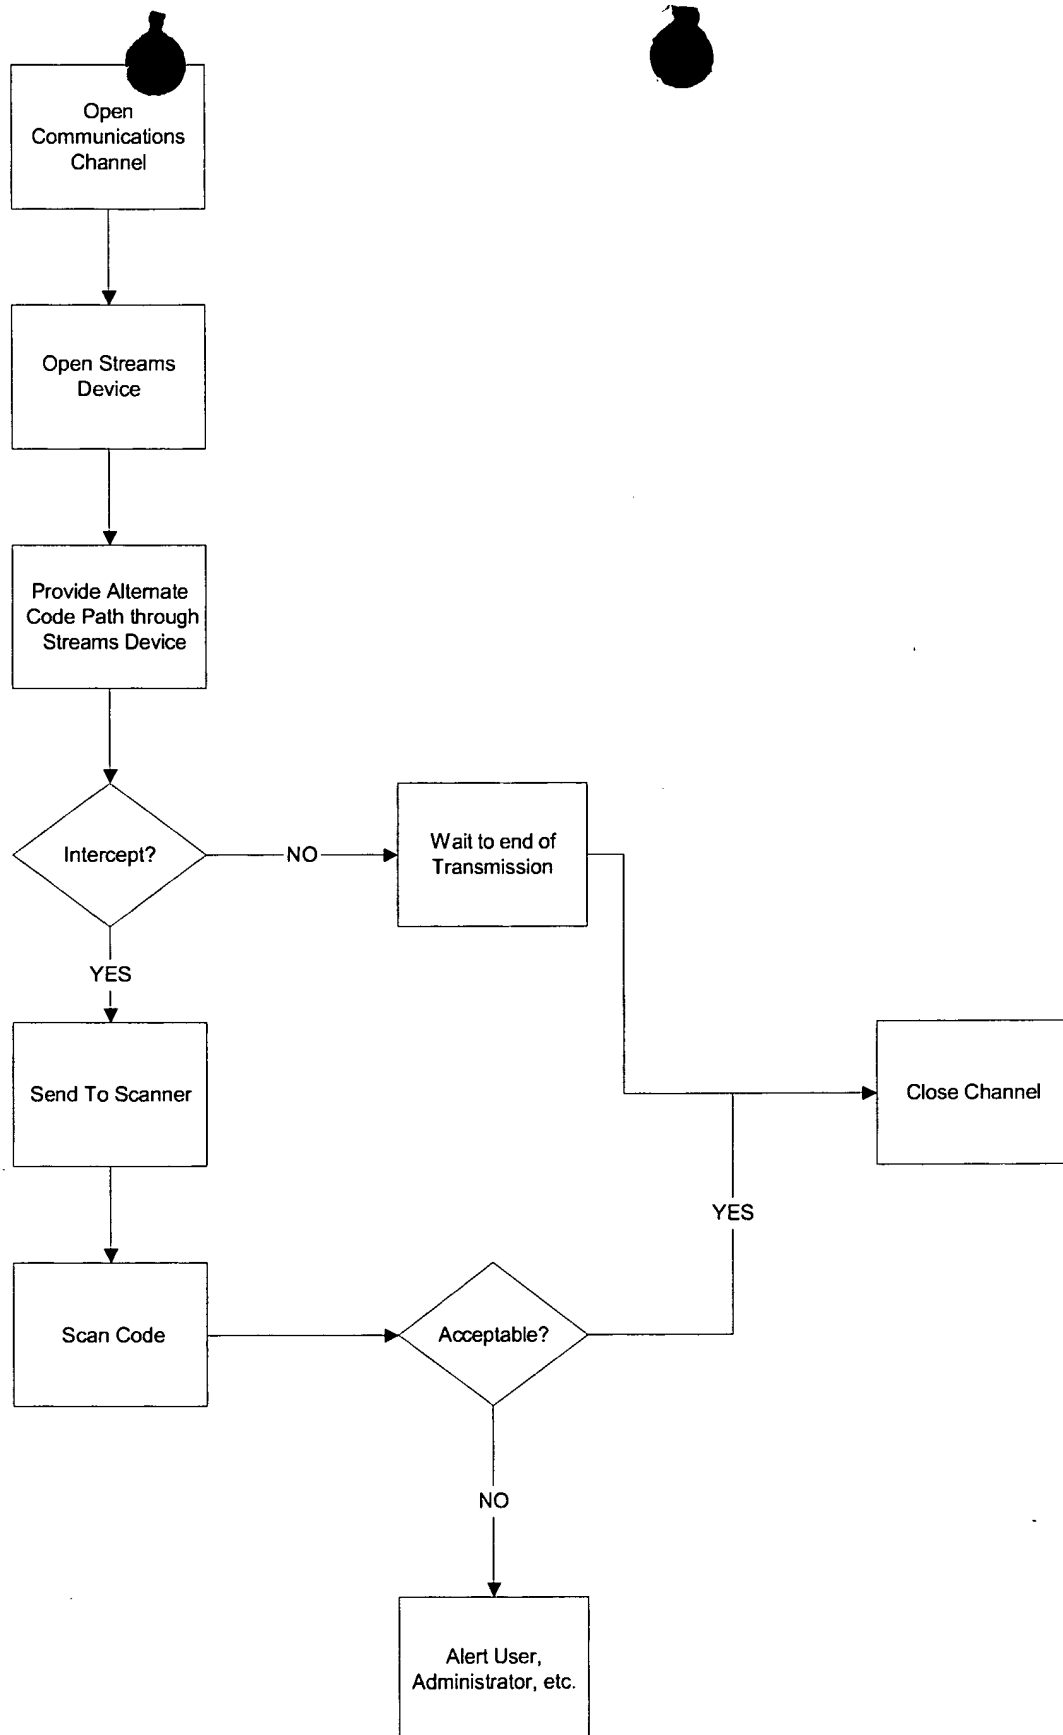 Open
Communications
Channel
Open Streams
Device
Provide Alternate
Code Path through
Streams Device
Intercept?
NO
Wait to end of
Transmission
YES
Send To Scanner
Close Channel
YES
Scan Code
Acceptable?
NO
Alert User,
Administrator, etc.